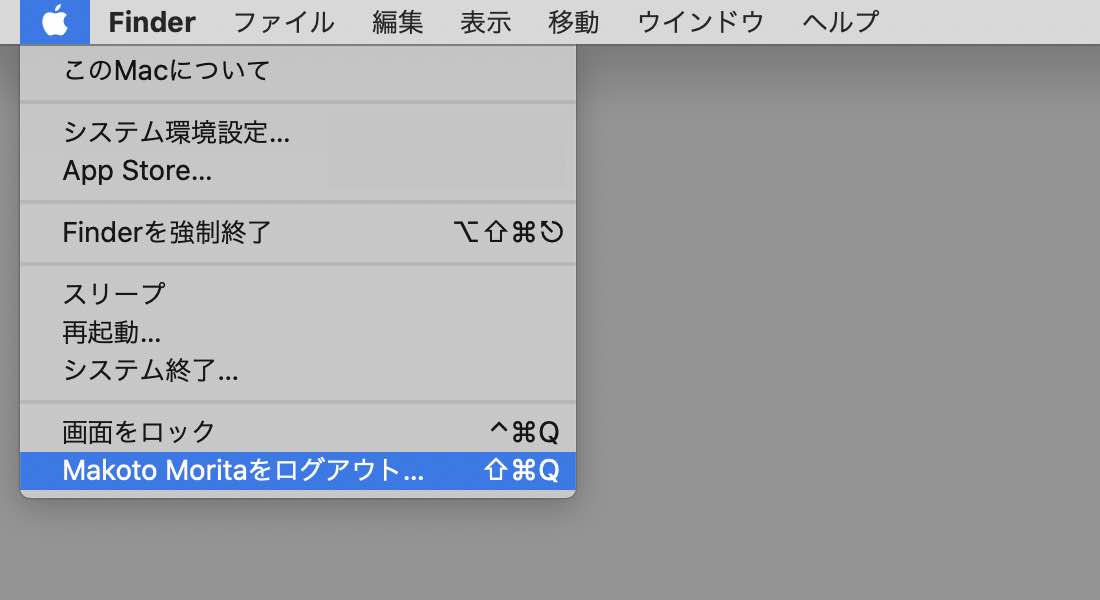 Finder ファイル 編集 表示 移動 ウインドウ ヘルプ
このMacについて
システム環境設定...
App Store...
Finderを強制終了 ⌥⇧⌘⎋
スリープ
再起動...
システム終了...
画面をロック ^⌘Q
Makoto Moritaをログアウト... ⇧⌘Q